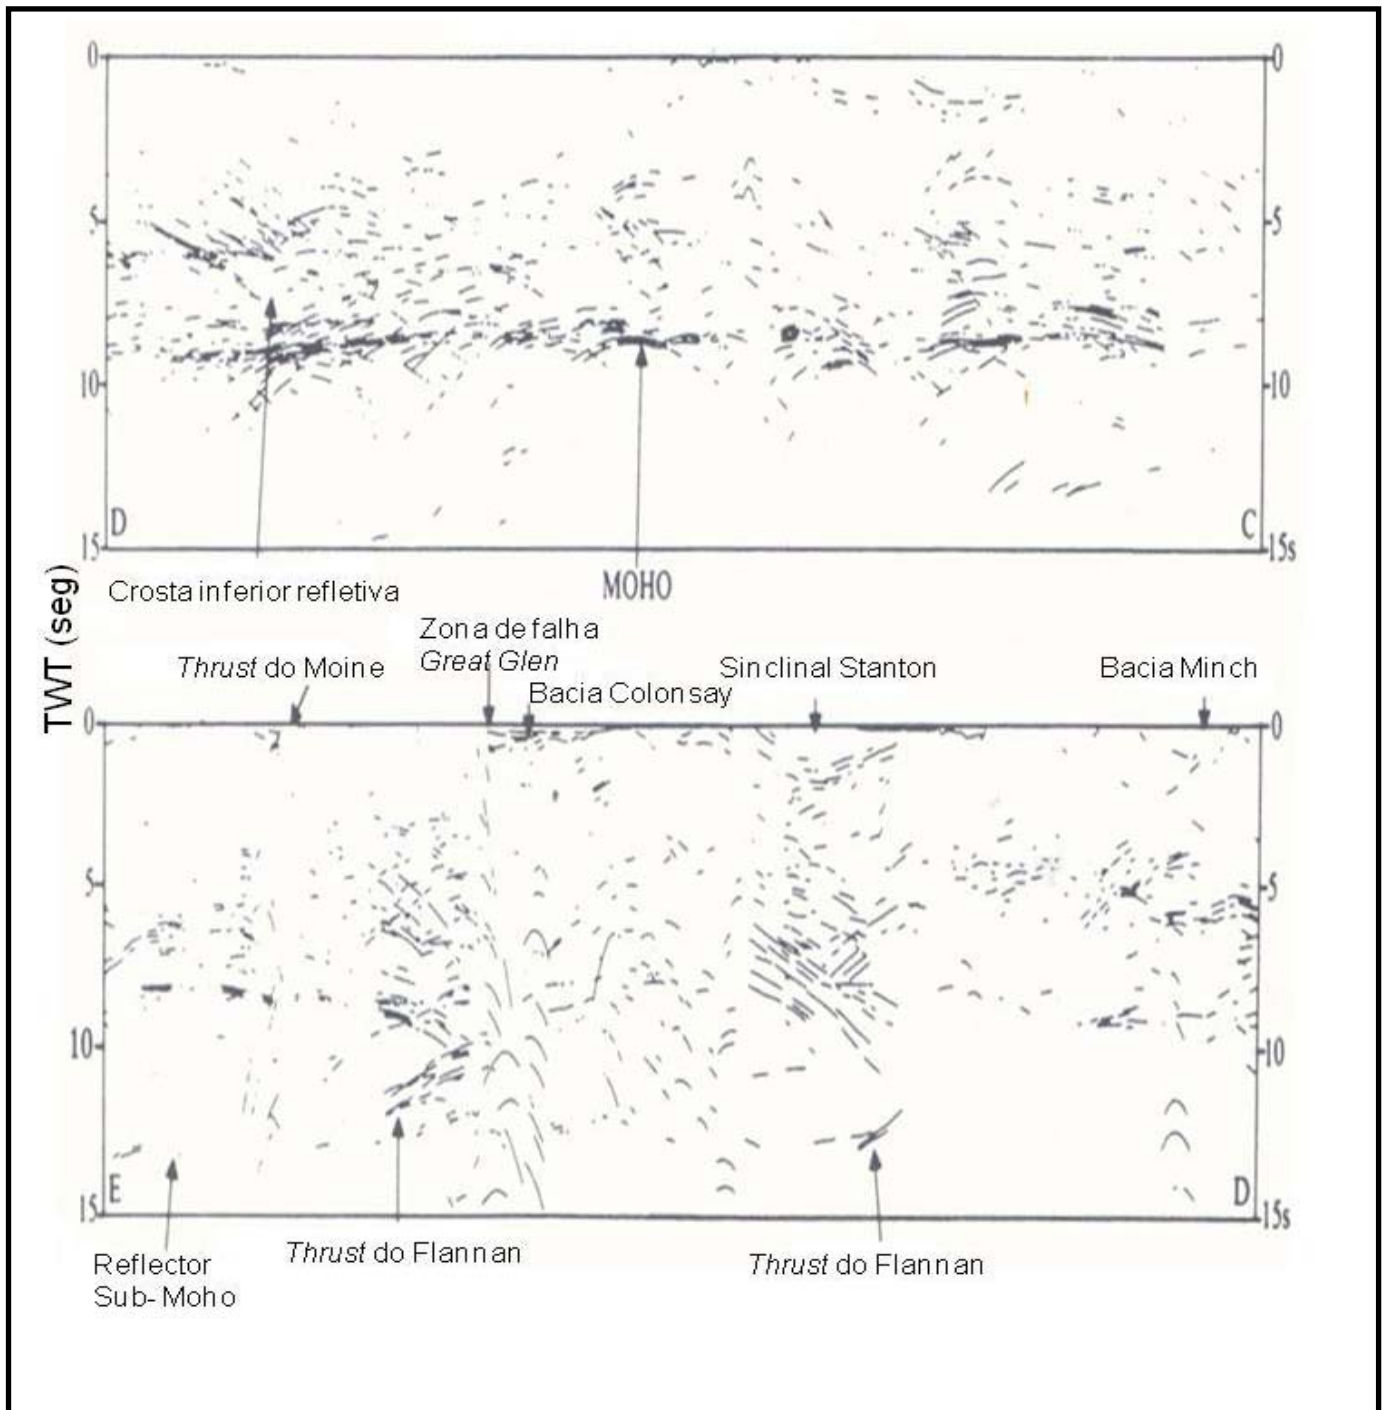 0
0
5
5
10
10
D
C
15
15s
Crosta inferior refletiva
MOHO
TWT (seg)
Zona de falha
Great Glen
Thrust do Moine
Sinclinal Stanton
Bacia Minch
Bacia Colonsay
0
0
5
5
10
10
E
D
15
15s
Reflector
Sub-Moho
Thrust do Flannan
Thrust do Flannan